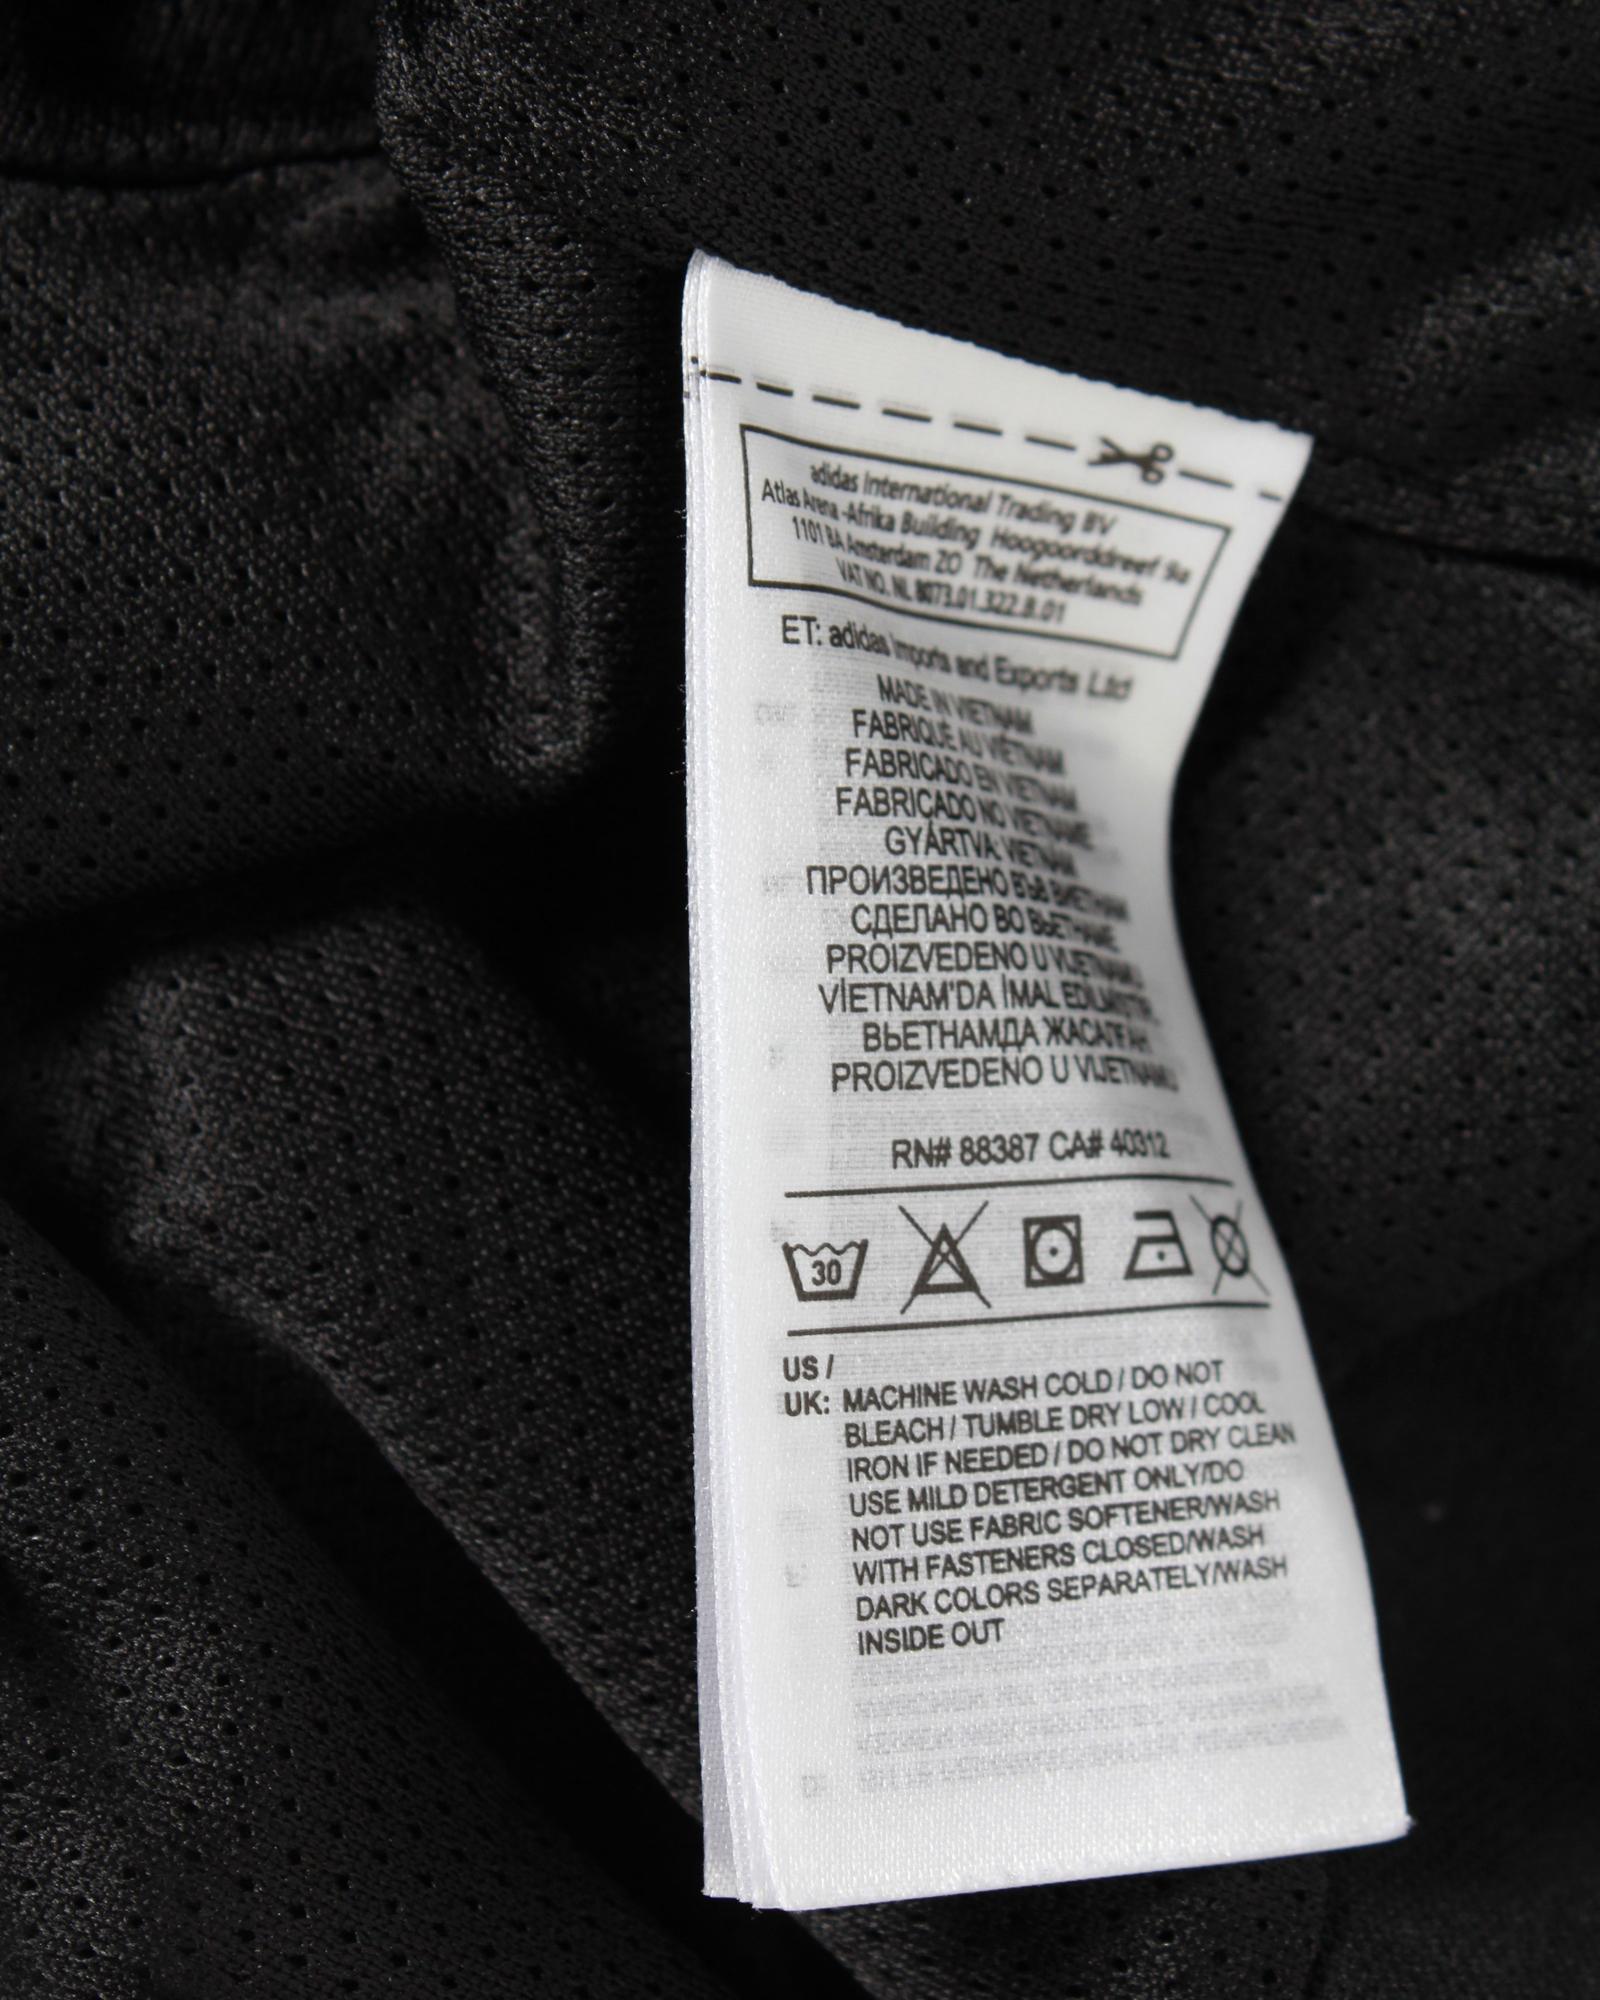 adidas International Trading BV
Atlas Arena -Afrika Building Hoogoorddreef 9a
1101 BA Amsterdam ZO The Netherlands
VAT NO. NL 8073.01.322.B.01
ET: adidas Imports and Exports Ltd
MADE IN VIETNAM
FABRIQUÉ AU VIÊTNAM
FABRICADO EN VIETNAM
FABRICADO NO VIETNAME
GYÁRTVA: VIETNAM
ПРОИЗВЕДЕНО ВЪВ ВИЕТНАМ
СДЕЛАНО ВО ВЬЕТНАМЕ
PROIZVEDENO U VIJETNAMU
VİETNAM'DA İMAL EDİLMİŞTİR.
ВЬЕТНАМДА ЖАСАЛҒАН
PROIZVEDENO U VIJETNAMU
RN# 88387 CA# 40312
30
US /
UK: MACHINE WASH COLD / DO NOT
BLEACH / TUMBLE DRY LOW / COOL
IRON IF NEEDED / DO NOT DRY CLEAN
USE MILD DETERGENT ONLY/DO
NOT USE FABRIC SOFTENER/WASH
WITH FASTENERS CLOSED/WASH
DARK COLORS SEPARATELY/WASH
INSIDE OUT